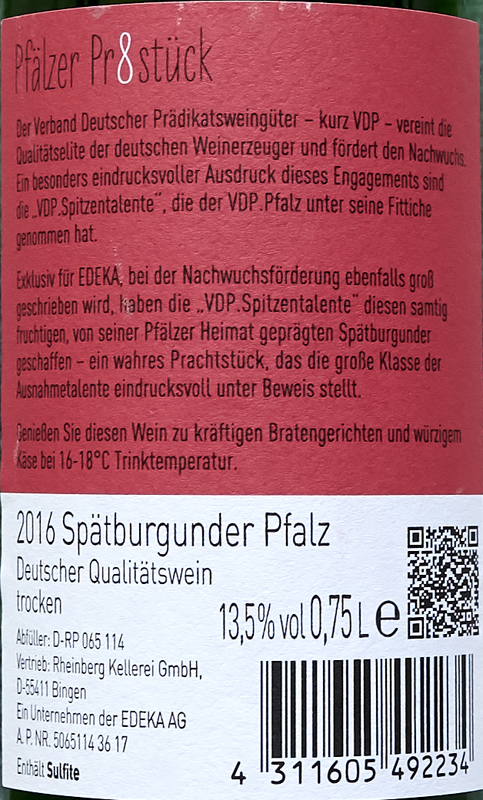 Pfälzer Pr8stück
Der Verband Deutscher Prädikatsweingüter – kurz VDP – vereint die
Qualitätselite der deutschen Weinerzeuger und fördert den Nachwuchs.
Ein besonders eindrucksvoller Ausdruck dieses Engagements sind
die „VDP.Spitzentalente“, die der VDP.Pfalz unter seine Fittiche
genommen hat.
Exklusiv für EDEKA, bei der Nachwuchsförderung ebenfalls groß
geschrieben wird, haben die „VDP.Spitzentalente“ diesen samtig
fruchtigen, von seiner Pfälzer Heimat geprägten Spätburgunder
geschaffen – ein wahres Prachtstück, das die große Klasse der
Ausnahmetalente eindrucksvoll unter Beweis stellt.
Genießen Sie diesen Wein zu kräftigen Bratengerichten und würzigem
Käse bei 16-18°C Trinktemperatur.
2016 Spätburgunder Pfalz
Deutscher Qualitätswein
trocken
13,5% vol 0,75 L e
Abfüller: D-RP 065 114
Vertrieb: Rheinberg Kellerei GmbH,
D-55411 Bingen
Ein Unternehmen der EDEKA AG
A. P. NR. 5065114 36 17
Enthält Sulfite
4 311605 492234